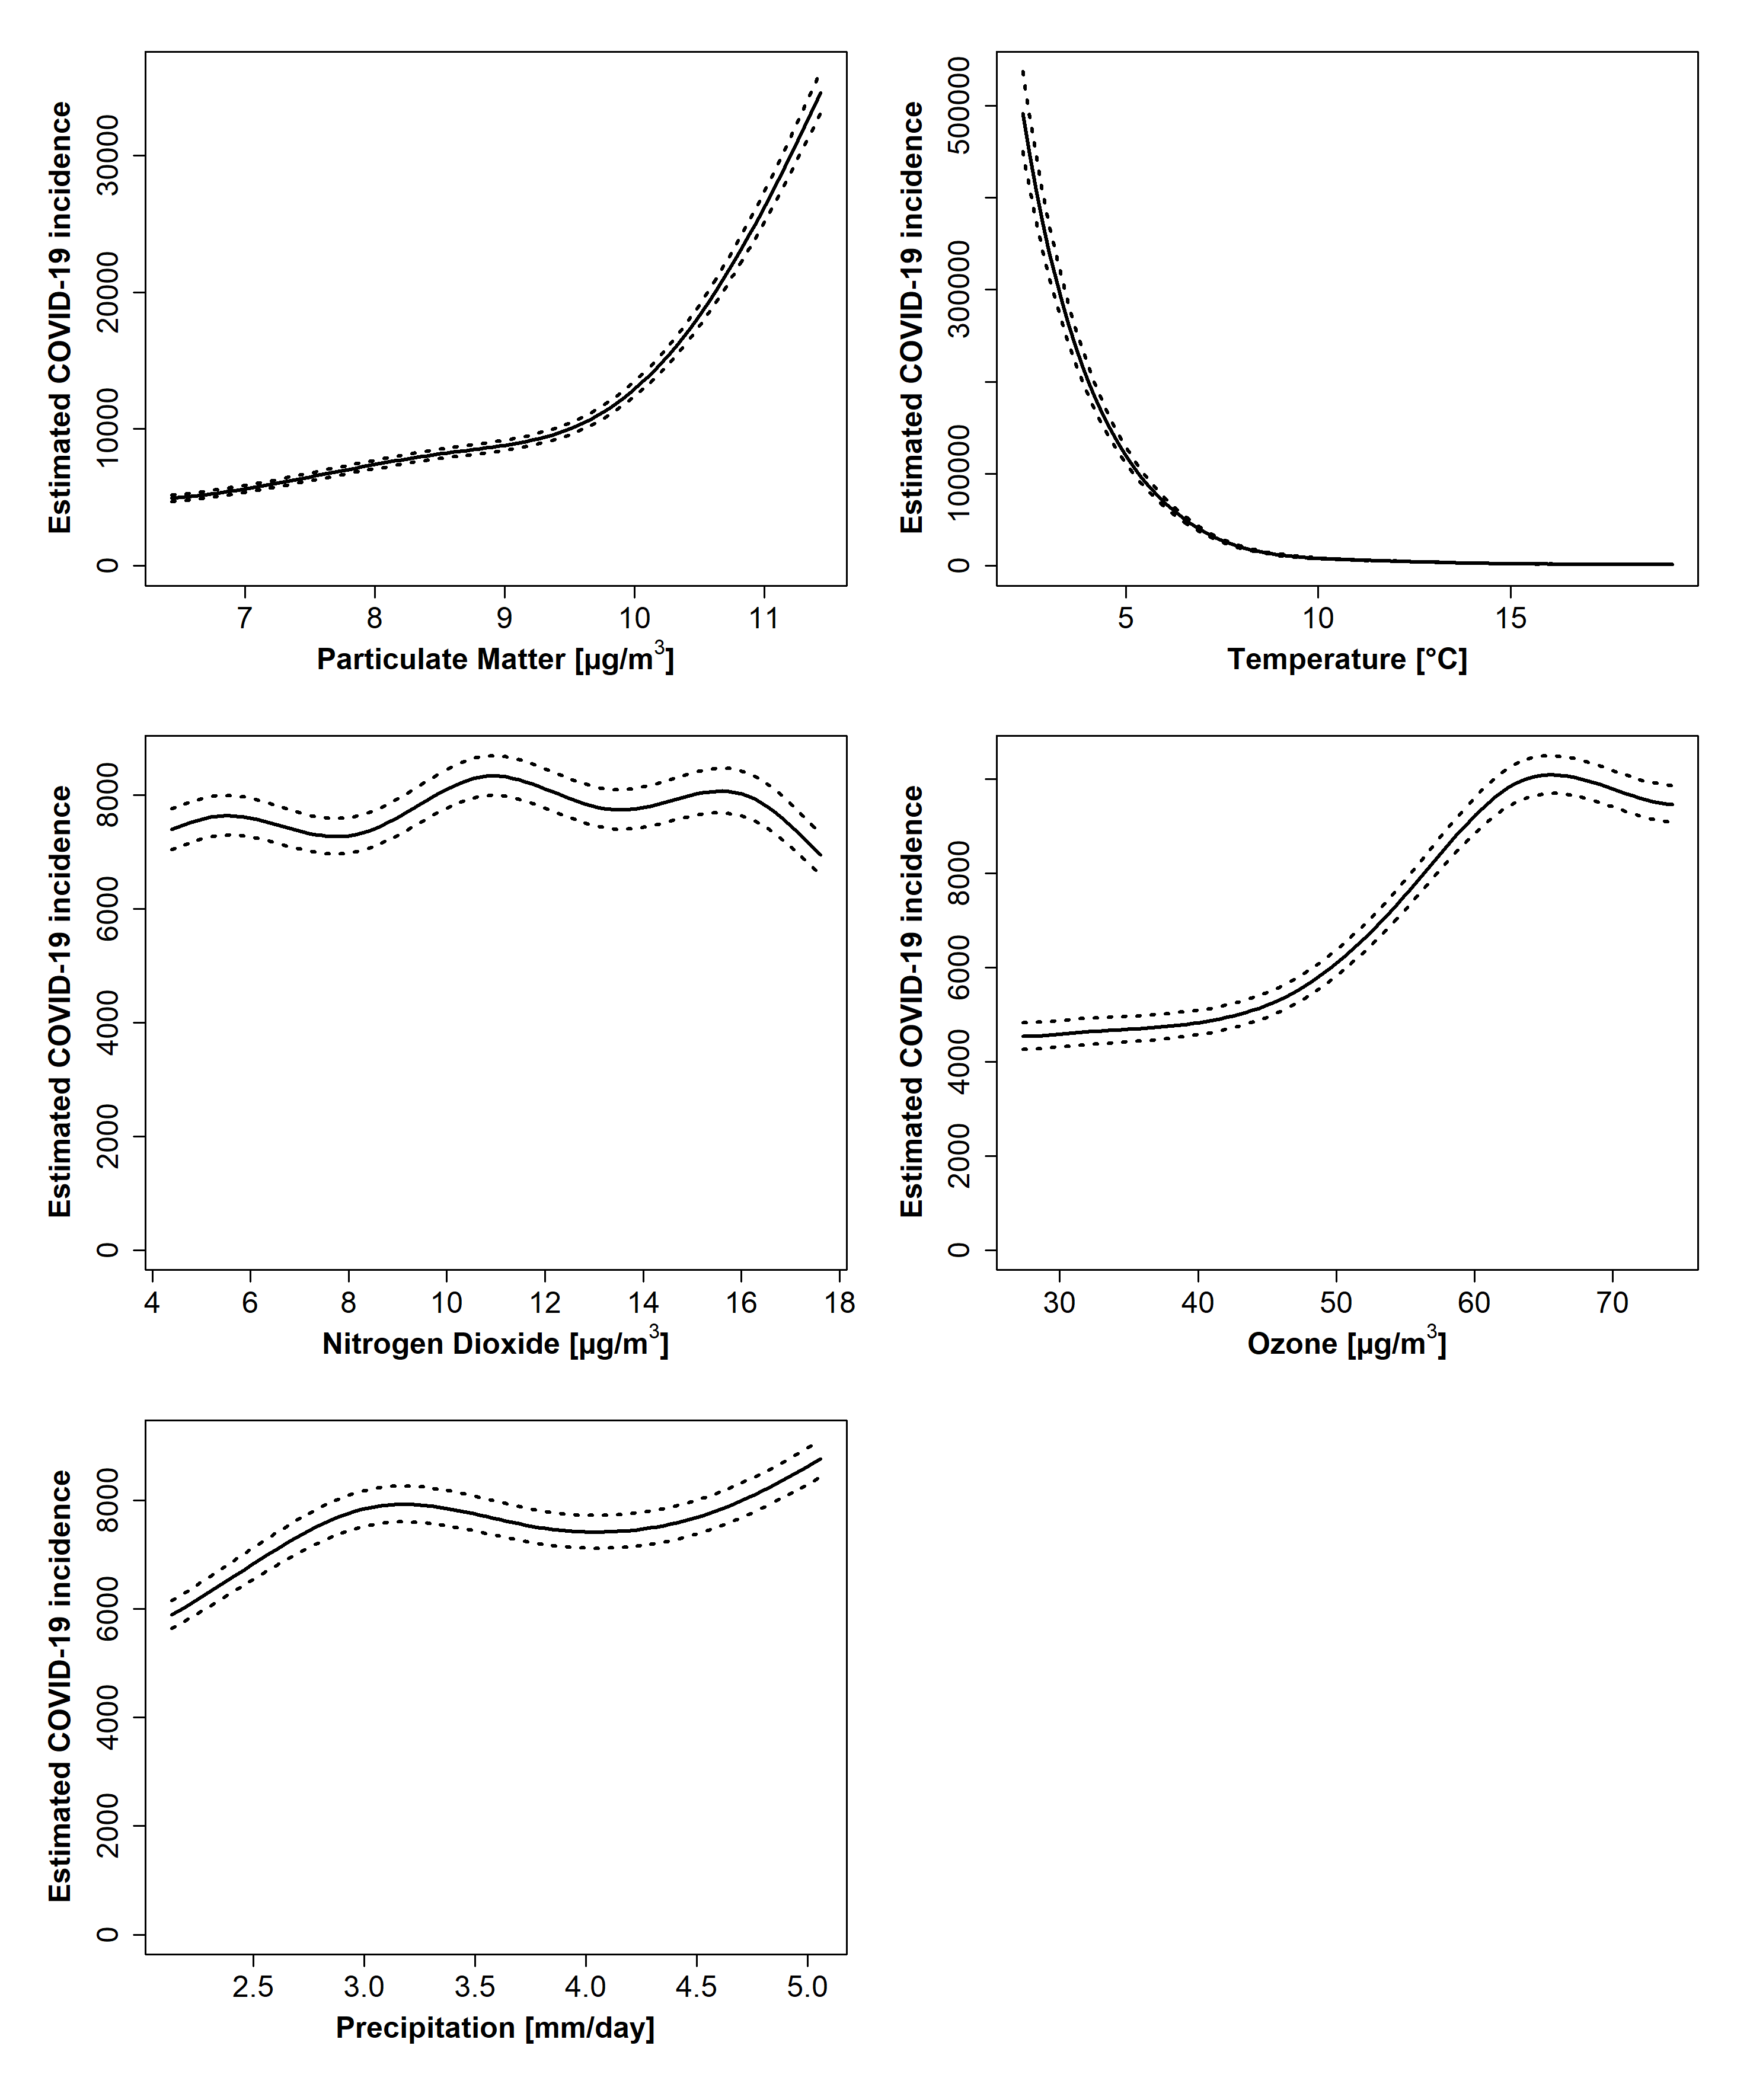 Estimated COVID-19 incidence
30000
20000
10000
0
7 8 9 10 11
Particulate Matter [µg/m3]
Estimated COVID-19 incidence
500000
300000
100000
0
5 10 15
Temperature [°C]
Estimated COVID-19 incidence
8000
6000
4000
2000
0
4 6 8 10 12 14 16 18
Nitrogen Dioxide [µg/m3]
Estimated COVID-19 incidence
8000
6000
4000
2000
0
30 40 50 60 70
Ozone [µg/m3]
Estimated COVID-19 incidence
8000
6000
4000
2000
0
2.5 3.0 3.5 4.0 4.5 5.0
Precipitation [mm/day]